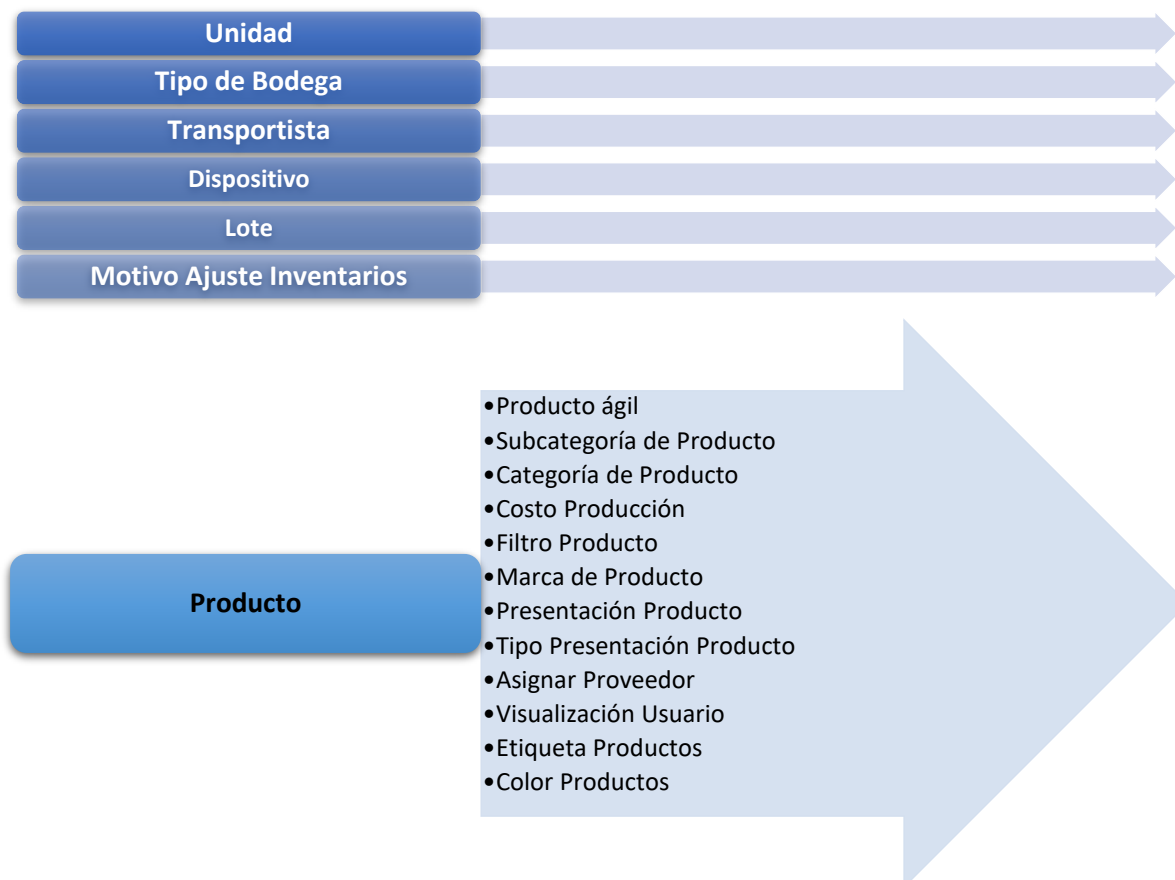 Unidad
Tipo de Bodega
Transportista
Dispositivo
Lote
Motivo Ajuste Inventarios
Producto
•Producto ágil
•Subcategoría de Producto
•Categoría de Producto
•Costo Producción
•Filtro Producto
•Marca de Producto
•Presentación Producto
•Tipo Presentación Producto
•Asignar Proveedor
•Visualización Usuario
•Etiqueta Productos
•Color Productos